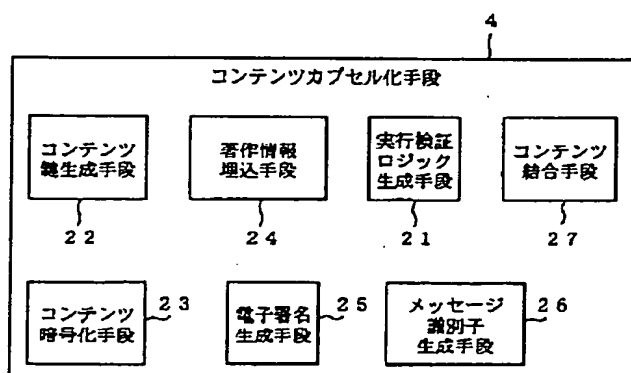 4
コンテンツカプセル化手段
コンテンツ
鍵生成手段
著作情報
埋込手段
実行検証
ロジック
生成手段
コンテンツ
結合手段
22
24
21
27
コンテンツ
暗号化手段
23
電子署名
生成手段
25
メッセージ
識別子
生成手段
26